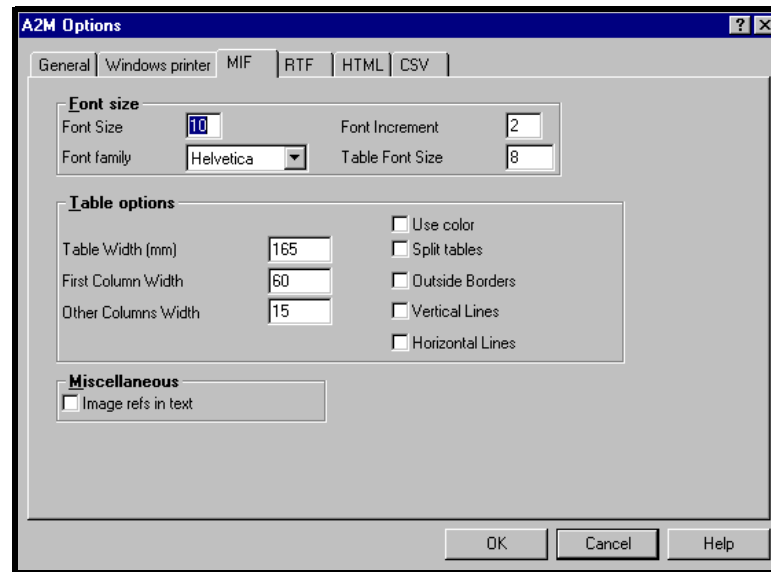 A2M Options
General Windows printer MIF RTF HTML CSV
Font size
Font Size 10 Font Increment 2
Font family Helvetica Table Font Size 8
Table options
Use color
Table Width (mm) 165 Split tables
First Column Width 60 Outside Borders
Other Columns Width 15 Vertical Lines
Horizontal Lines
Miscellaneous
Image refs in text
OK Cancel Help